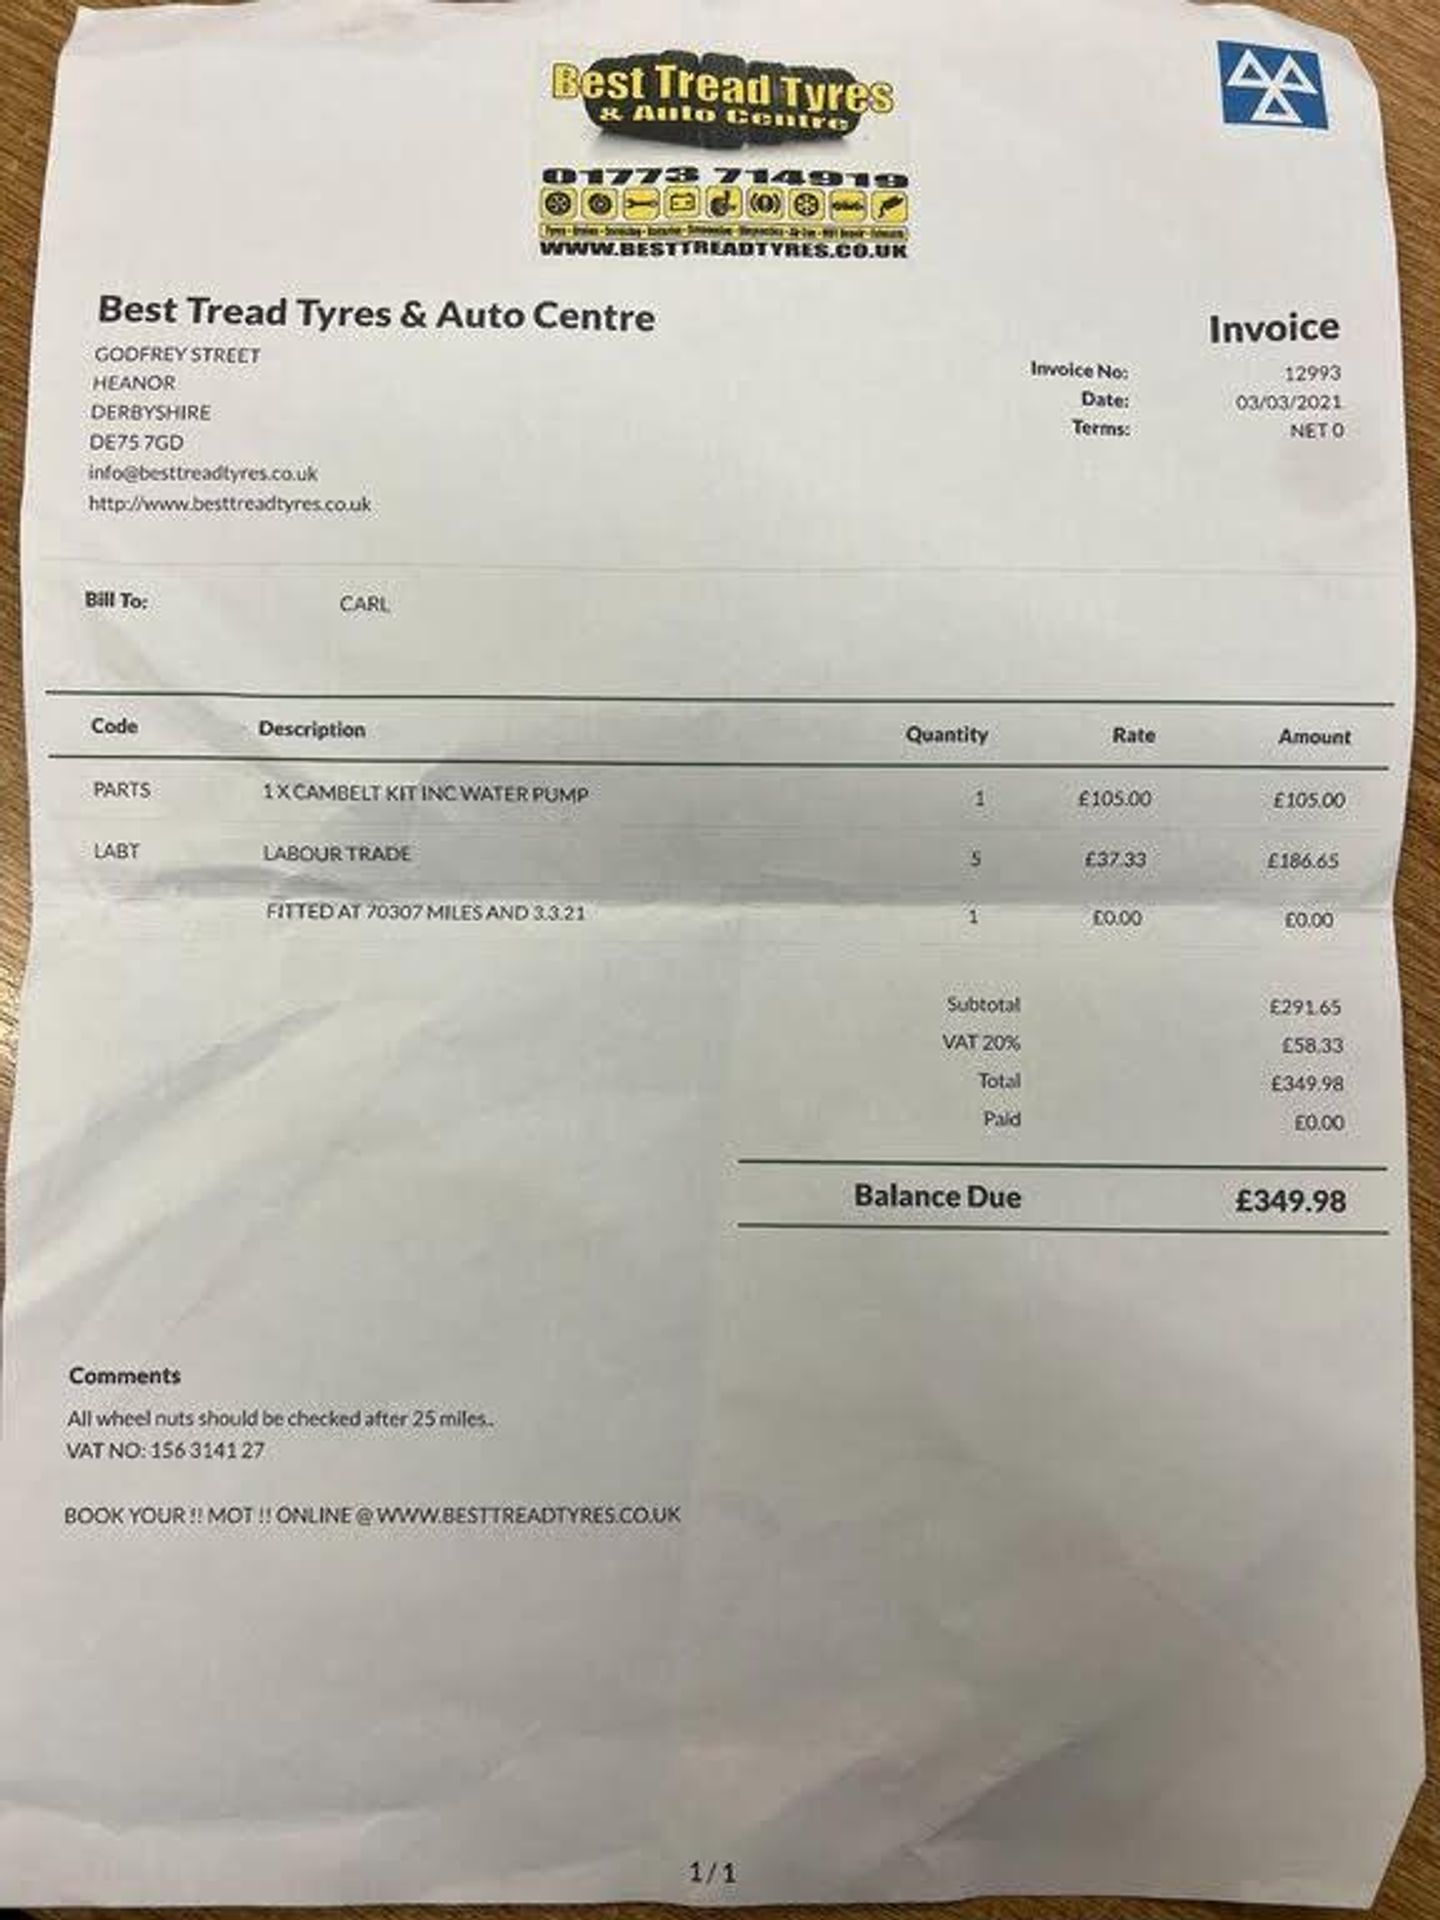 Best Tread Tyres
& Auto Centre
01773 714919
WWW.BESTTREADTYRES.CO.UK
Best Tread Tyres & Auto Centre
GODFREY STREET
HEANOR
DERBYSHIRE
DE75 7GD
info@besttreadtyres.co.uk
http://www.besttreadtyres.co.uk
Invoice
Invoice No: 12993
Date: 03/03/2021
Terms: NET 0
Bill To: CARL
Code Description Quantity Rate Amount
PARTS 1 X CAMBELT KIT INC WATER PUMP 1 £105.00 £105.00
LABT LABOUR TRADE 5 £37.33 £186.65
FITTED AT 70307 MILES AND 3.3.21 1 £0.00 £0.00
Subtotal £291.65
VAT 20% £58.33
Total £349.98
Paid £0.00
Balance Due £349.98
Comments
All wheel nuts should be checked after 25 miles..
VAT NO: 156 3141 27
BOOK YOUR !! MOT !! ONLINE @ WWW.BESTTREADTYRES.CO.UK
1 / 1